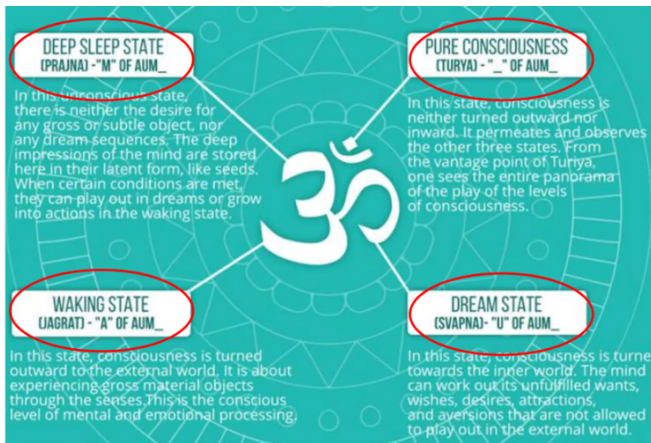 DEEP SLEEP STATE
(PRAJNA) -"M" OF AUM_
In this unconscious state,
there is neither the desire for
any gross or subtle object, nor
any dream sequences. The deep
impressions of the mind are stored
here in their latent form, like seeds.
When certain conditions are met,
they can play out in dreams or grow
into actions in the waking state.
PURE CONSCIOUSNESS
(TURYA) - "_" OF AUM_
In this state, consciousness is
neither turned outward nor
inward. It permeates and observes
the other three states. From
the vantage point of Turiya,
one sees the entire panorama
of the play of the levels
of consciousness.
ॐ
WAKING STATE
(JAGRAT) - "A" OF AUM_
In this state, consciousness is turned
outward to the external world. It is about
experiencing gross material objects
through the senses,This is the conscious
level of mental and emotional processing,
DREAM STATE
(SVAPNA)- "U" OF AUM_
In this state, consciousness is turne
towards the inner world. The mind
can work out its unfulfilled wants,
wishes, desires, attractions,
and aversions that are not allowed
to play out in the external world.